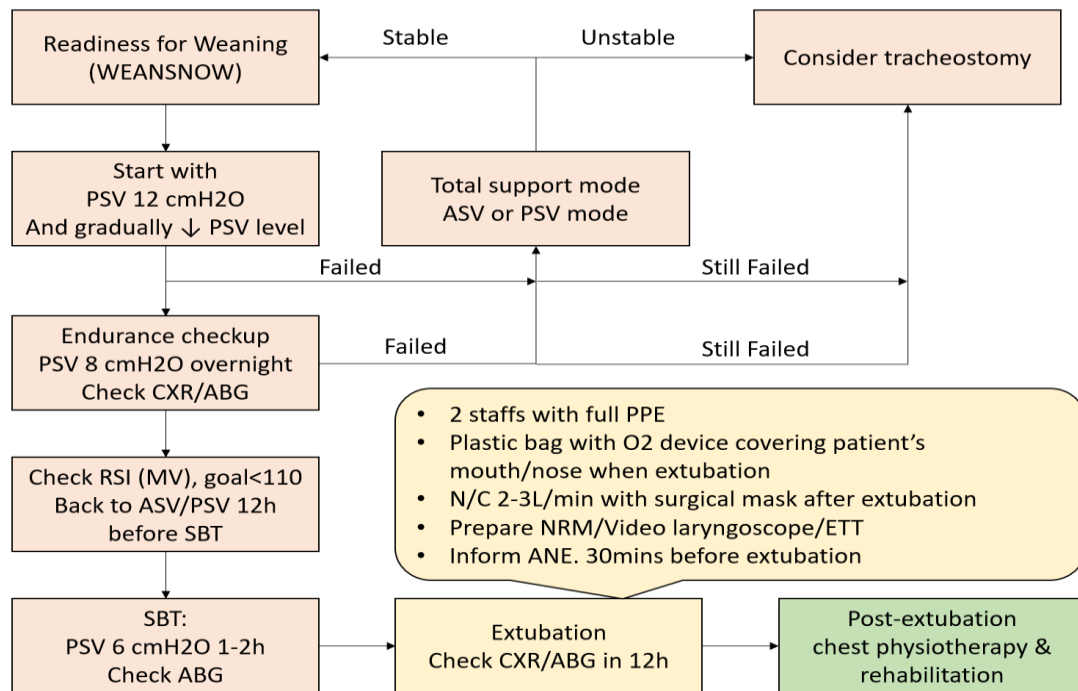 Readiness for Weaning
(WEANSNOW)
Stable
Unstable
Consider tracheostomy
Start with
PSV 12 cmH2O
And gradually ↓ PSV level
Total support mode
ASV or PSV mode
Failed
Still Failed
Endurance checkup
PSV 8 cmH2O overnight
Check CXR/ABG
Failed
Still Failed
• 2 staffs with full PPE
• Plastic bag with O2 device covering patient's
mouth/nose when extubation
• N/C 2-3L/min with surgical mask after extubation
• Prepare NRM/Video laryngoscope/ETT
• Inform ANE. 30mins before extubation
Check RSI (MV), goal<110
Back to ASV/PSV 12h
before SBT
SBT:
PSV 6 cmH2O 1-2h
Check ABG
Extubation
Check CXR/ABG in 12h
Post-extubation
chest physiotherapy &
rehabilitation